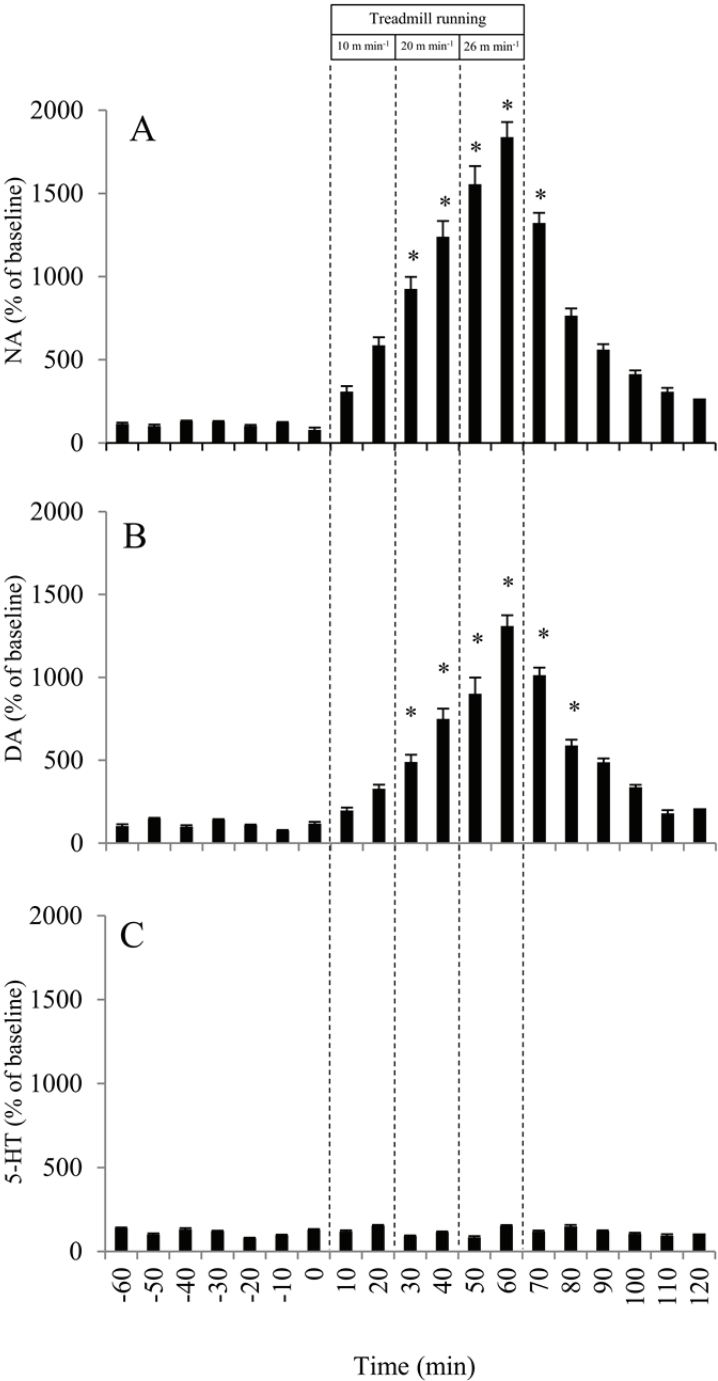 Treadmill running
10 m min-1 20 m min-1 26 m min-1
A
NA (% of baseline)
2000
1500
1000
500
0
* * * * *
B
DA (% of baseline)
2000
1500
1000
500
0
* * * * * *
C
5-HT (% of baseline)
2000
1500
1000
500
0
-60 -50 -40 -30 -20 -10 0 10 20 30 40 50 60 70 80 90 100 110 120
Time (min)